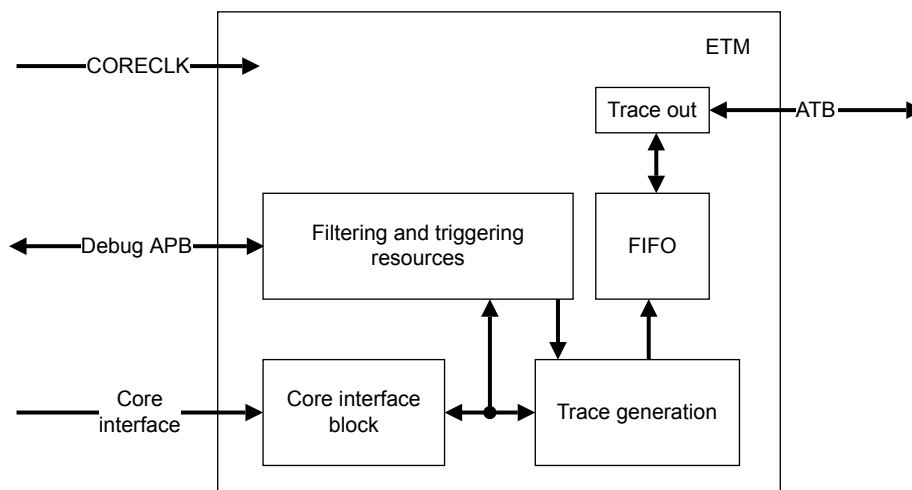 ETM
CORECLK
Trace out
ATB
Debug APB
Filtering and triggering
resources
FIFO
Core
interface
Core interface
block
Trace generation